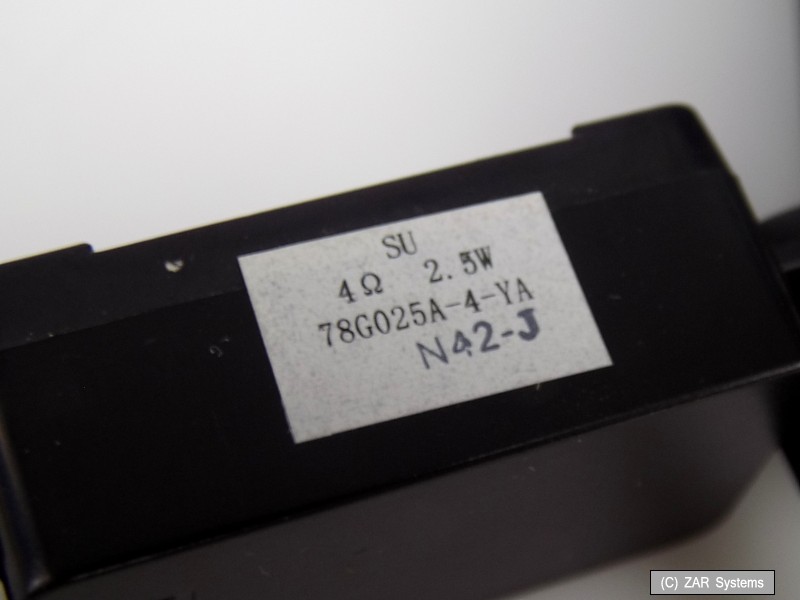 SU
4Ω 2.5W
78G025A-4-YA
N42-J
(C) ZAR Systems